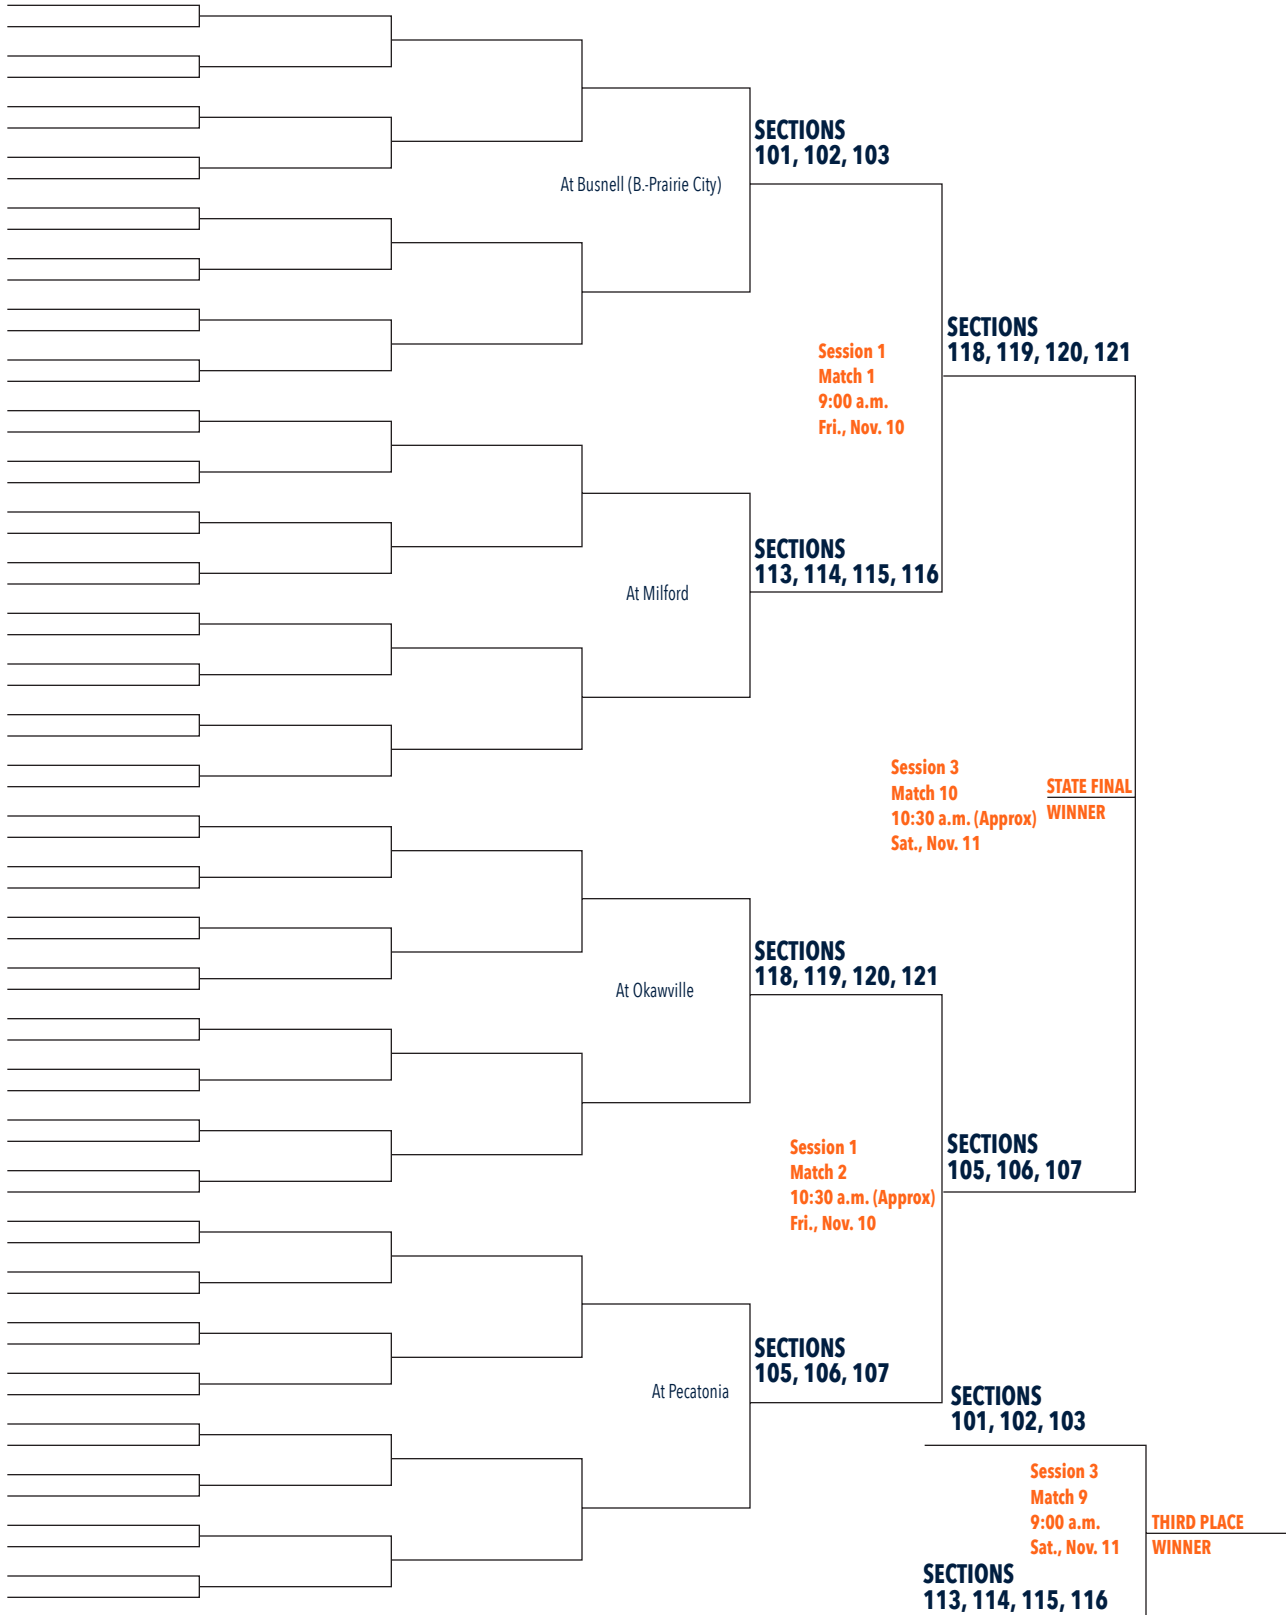 SECTIONS
101, 102, 103
At Busnell (B.-Prairie City)
SECTIONS
118, 119, 120, 121
Session 1
Match 1
9:00 a.m.
Fri., Nov. 10
SECTIONS
113, 114, 115, 116
At Milford
Session 3
Match 10
10:30 a.m. (Approx)
Sat., Nov. 11
STATE FINAL
WINNER
SECTIONS
118, 119, 120, 121
At Okawville
Session 1
Match 2
10:30 a.m. (Approx)
Fri., Nov. 10
SECTIONS
105, 106, 107
SECTIONS
105, 106, 107
At Pecatonia
SECTIONS
101, 102, 103
Session 3
Match 9
9:00 a.m.
Sat., Nov. 11
THIRD PLACE
WINNER
SECTIONS
113, 114, 115, 116